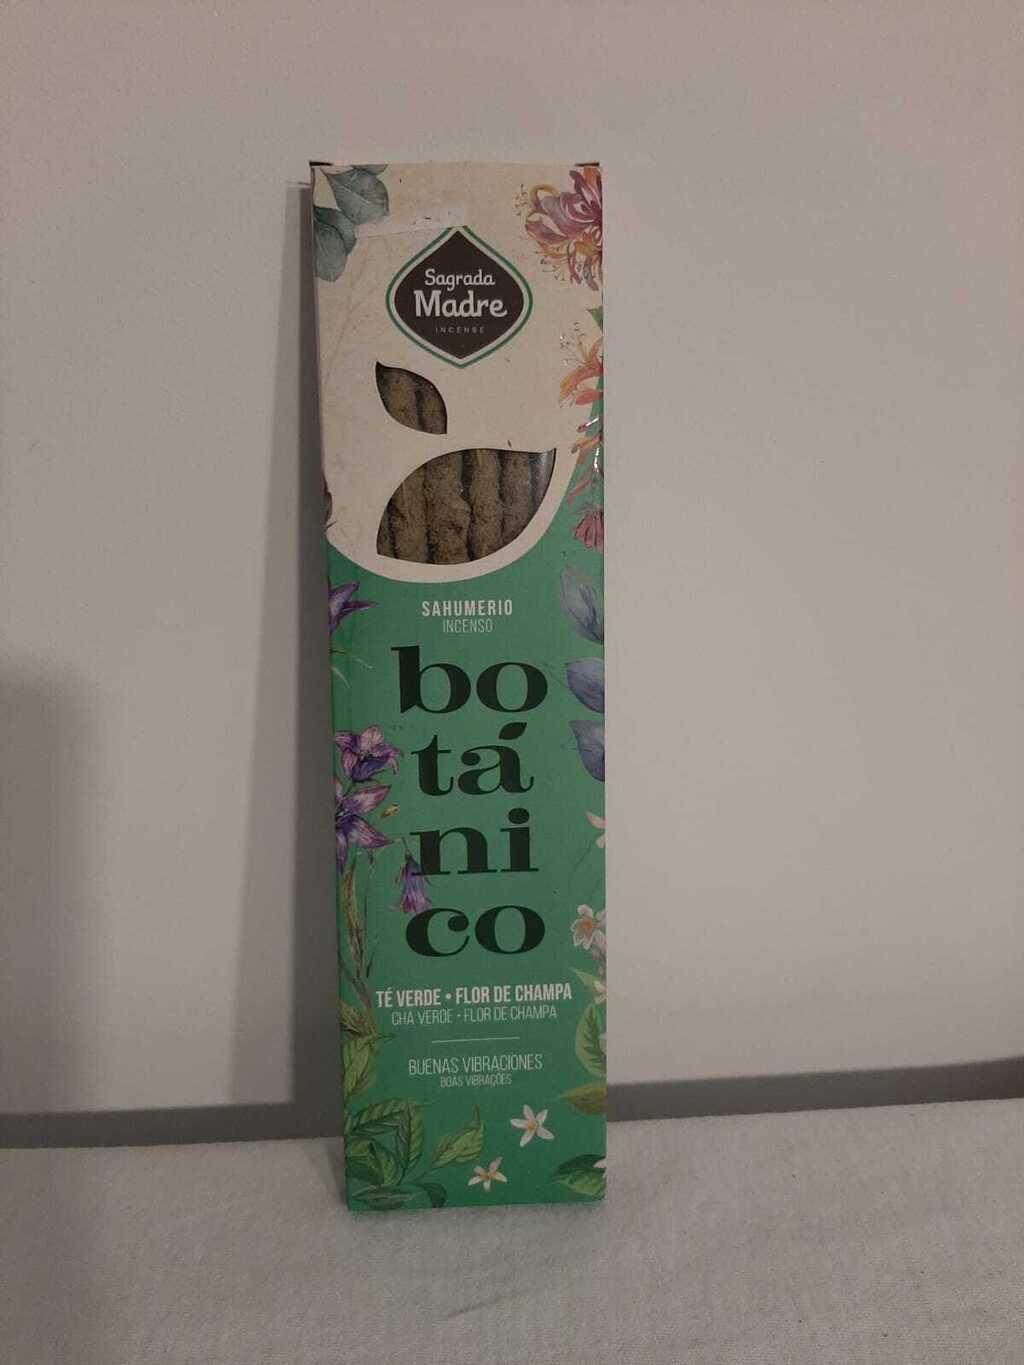 Sagrada
Madre
INCENSE
SAHUMERIO
INCENSO
bo
tá
ni
co
TÉ VERDE • FLOR DE CHAMPA
CHÁ VERDE • FLOR DE CHAMPA
BUENAS VIBRACIONES
BOAS VIBRAÇÕES